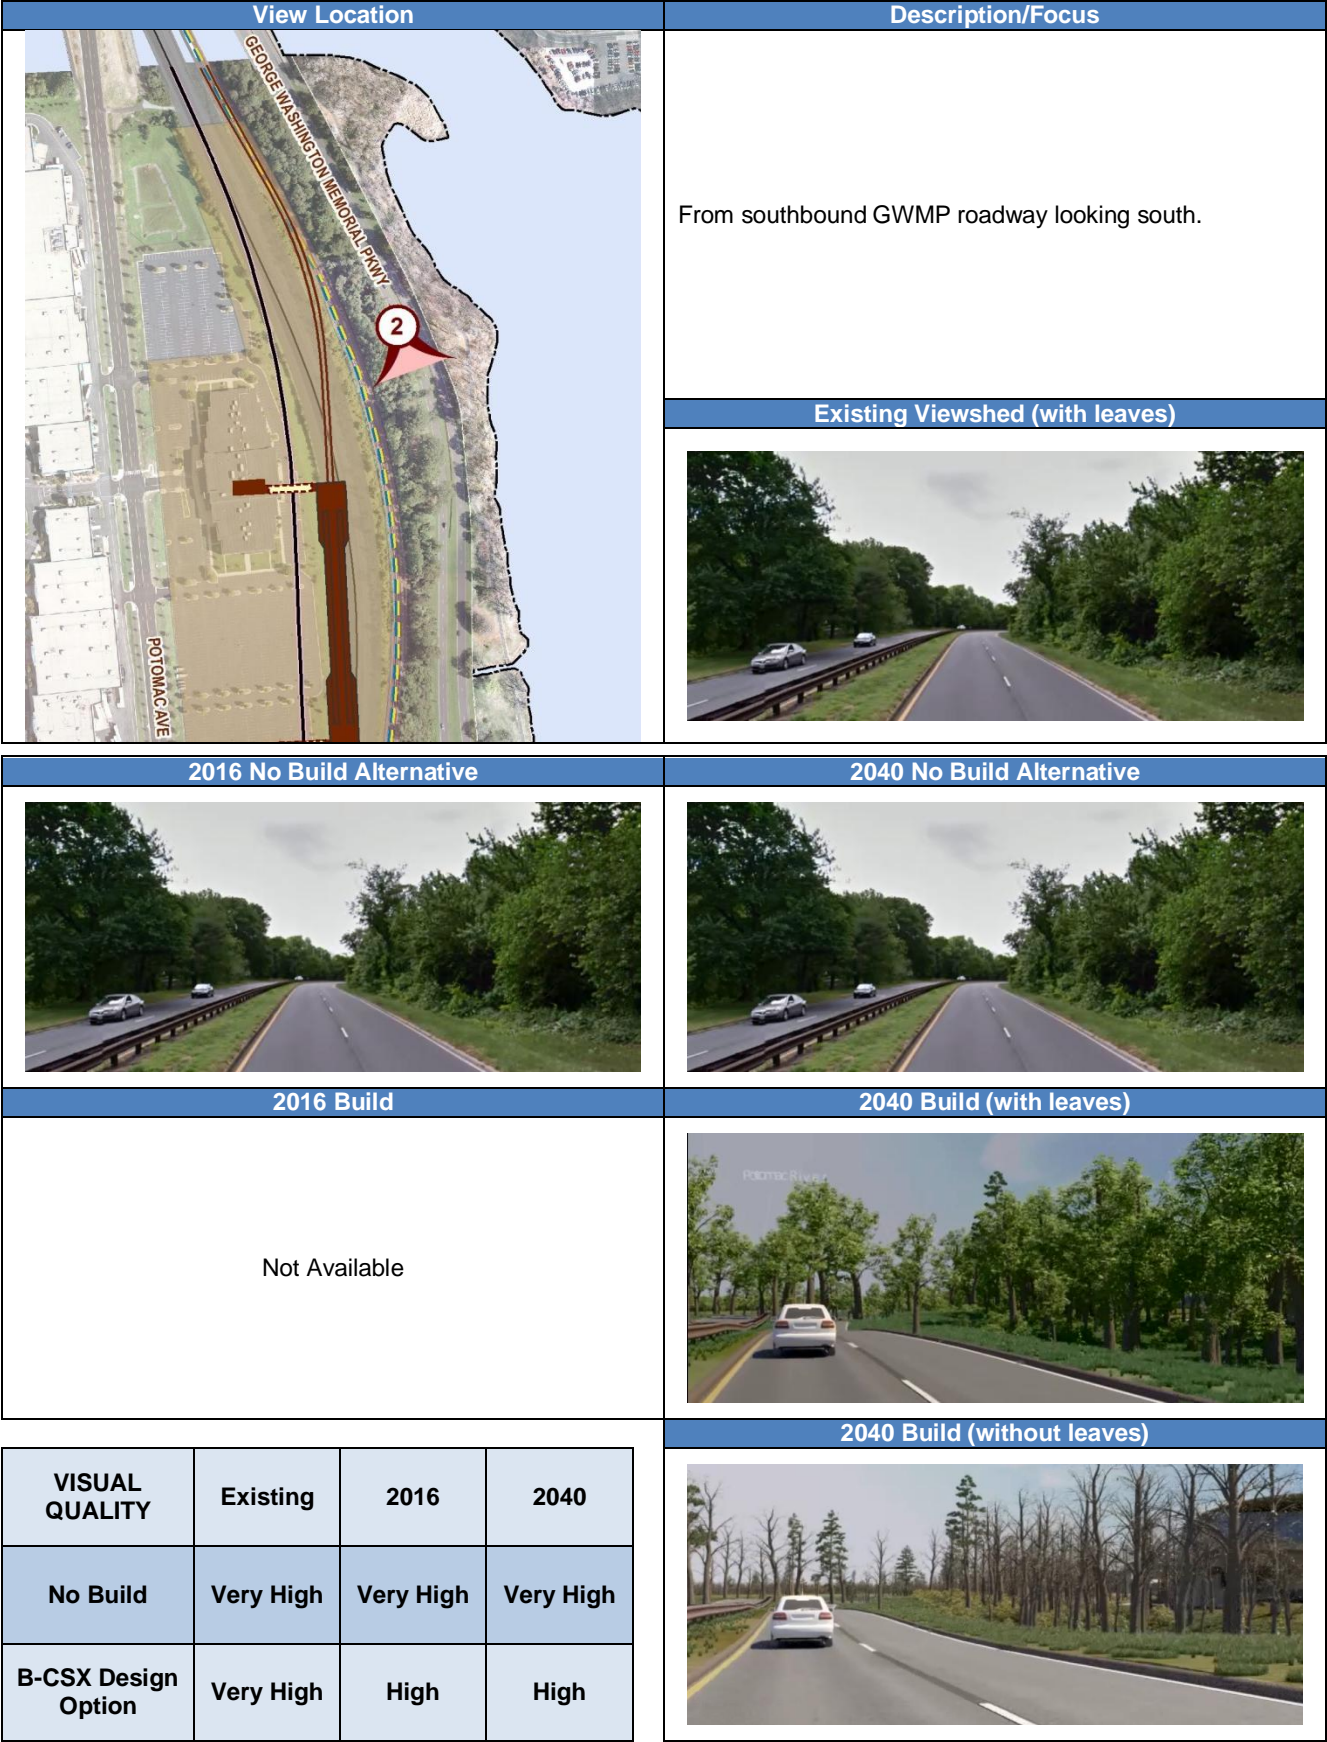 View Location
Description/Focus
GEORGE WASHINGTON MEMORIAL PKWY
2
POTOMAC AVE
From southbound GWMP roadway looking south.
Existing Viewshed (with leaves)
2016 No Build Alternative
2040 No Build Alternative
2016 Build
2040 Build (with leaves)
Not Available
Potomac River
2040 Build (without leaves)
VISUAL
QUALITY
Existing
2016
2040
No Build
Very High
Very High
Very High
B-CSX Design
Option
Very High
High
High